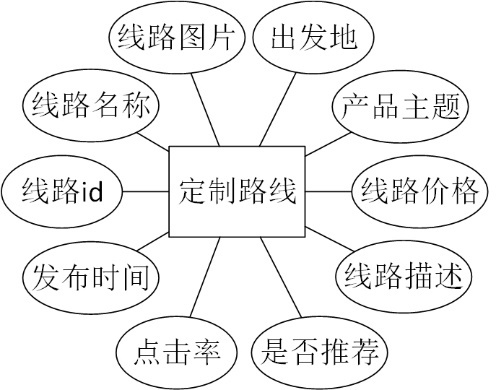 线路图片
出发地
线路名称
产品主题
线路id
定制路线
线路价格
发布时间
线路描述
点击率
是否推荐